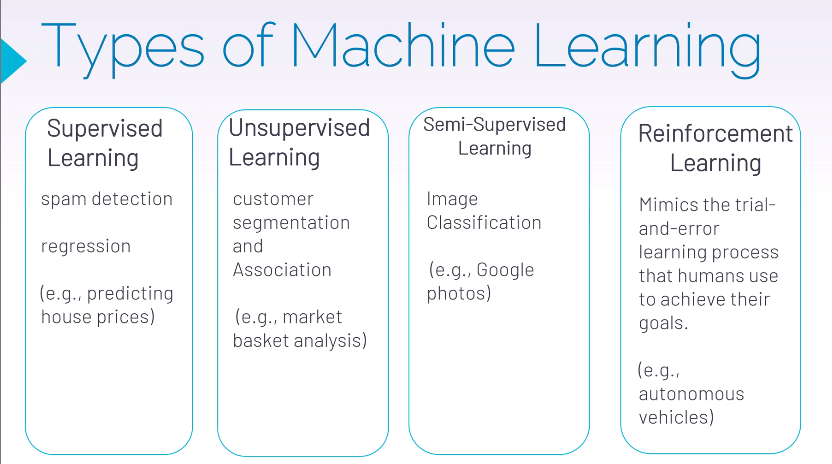 Types of Machine Learning
Supervised
Learning
spam detection
regression
(e.g., predicting
house prices)
Unsupervised
Learning
customer
segmentation
and
Association
(e.g., market
basket analysis)
Semi-Supervised
Learning
Image
Classification
(e.g., Google
photos)
Reinforcement
Learning
Mimics the trial-
and-error
learning process
that humans use
to achieve their
goals.
(e.g.,
autonomous
vehicles)